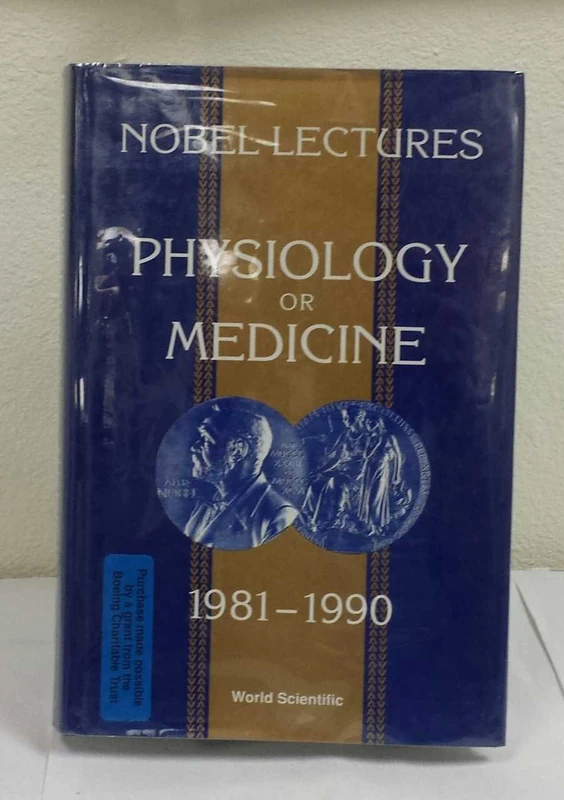 NOBEL LECTURES
PHYSIOLOGY
OR
MEDICINE
1981–1990
World Scientific
Purchase made possible
by a grant from the
Boeing Charitable Trust